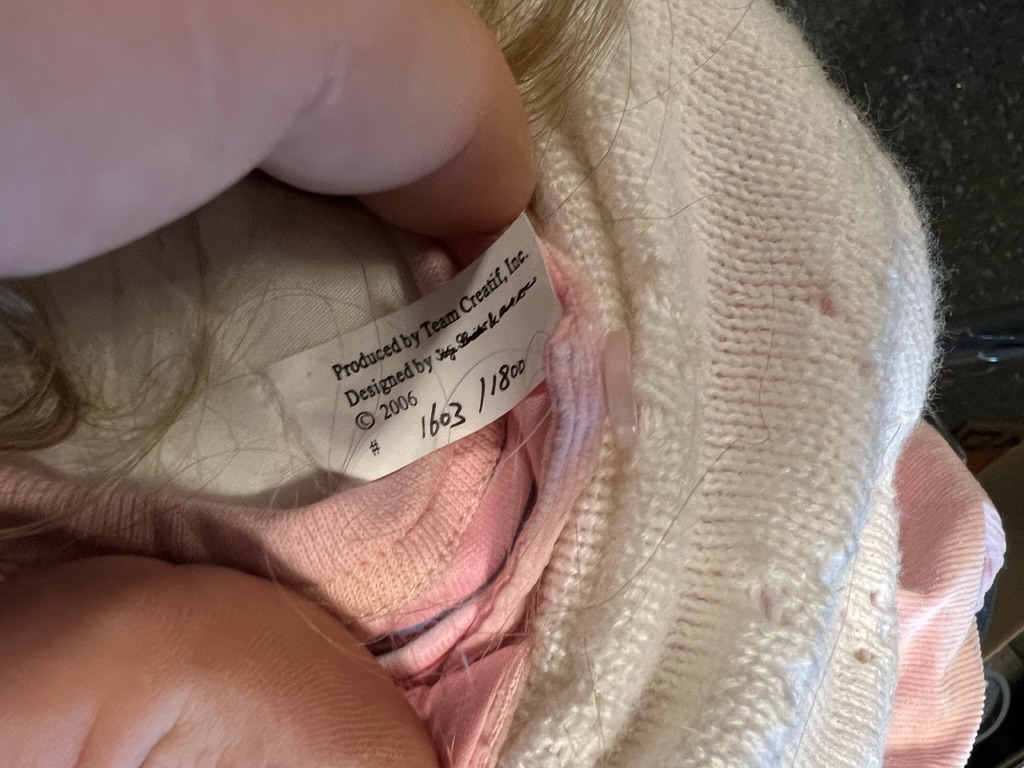 Produced by Team Creatif, Inc.
Designed by
© 2006
# 1603 /1800